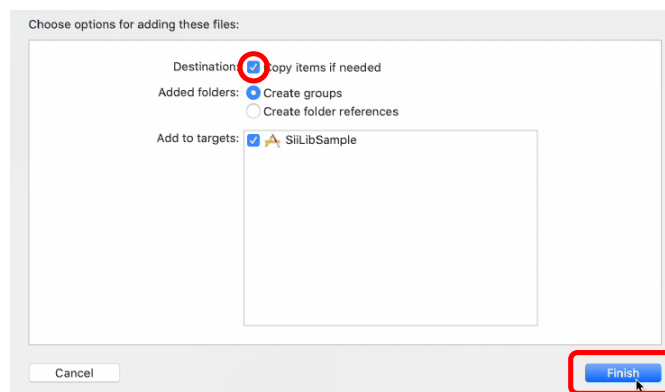 Choose options for adding these files:
Destination: Copy items if needed
Added folders: Create groups
Create folder references
Add to targets: SiiLibSample
Cancel Finish